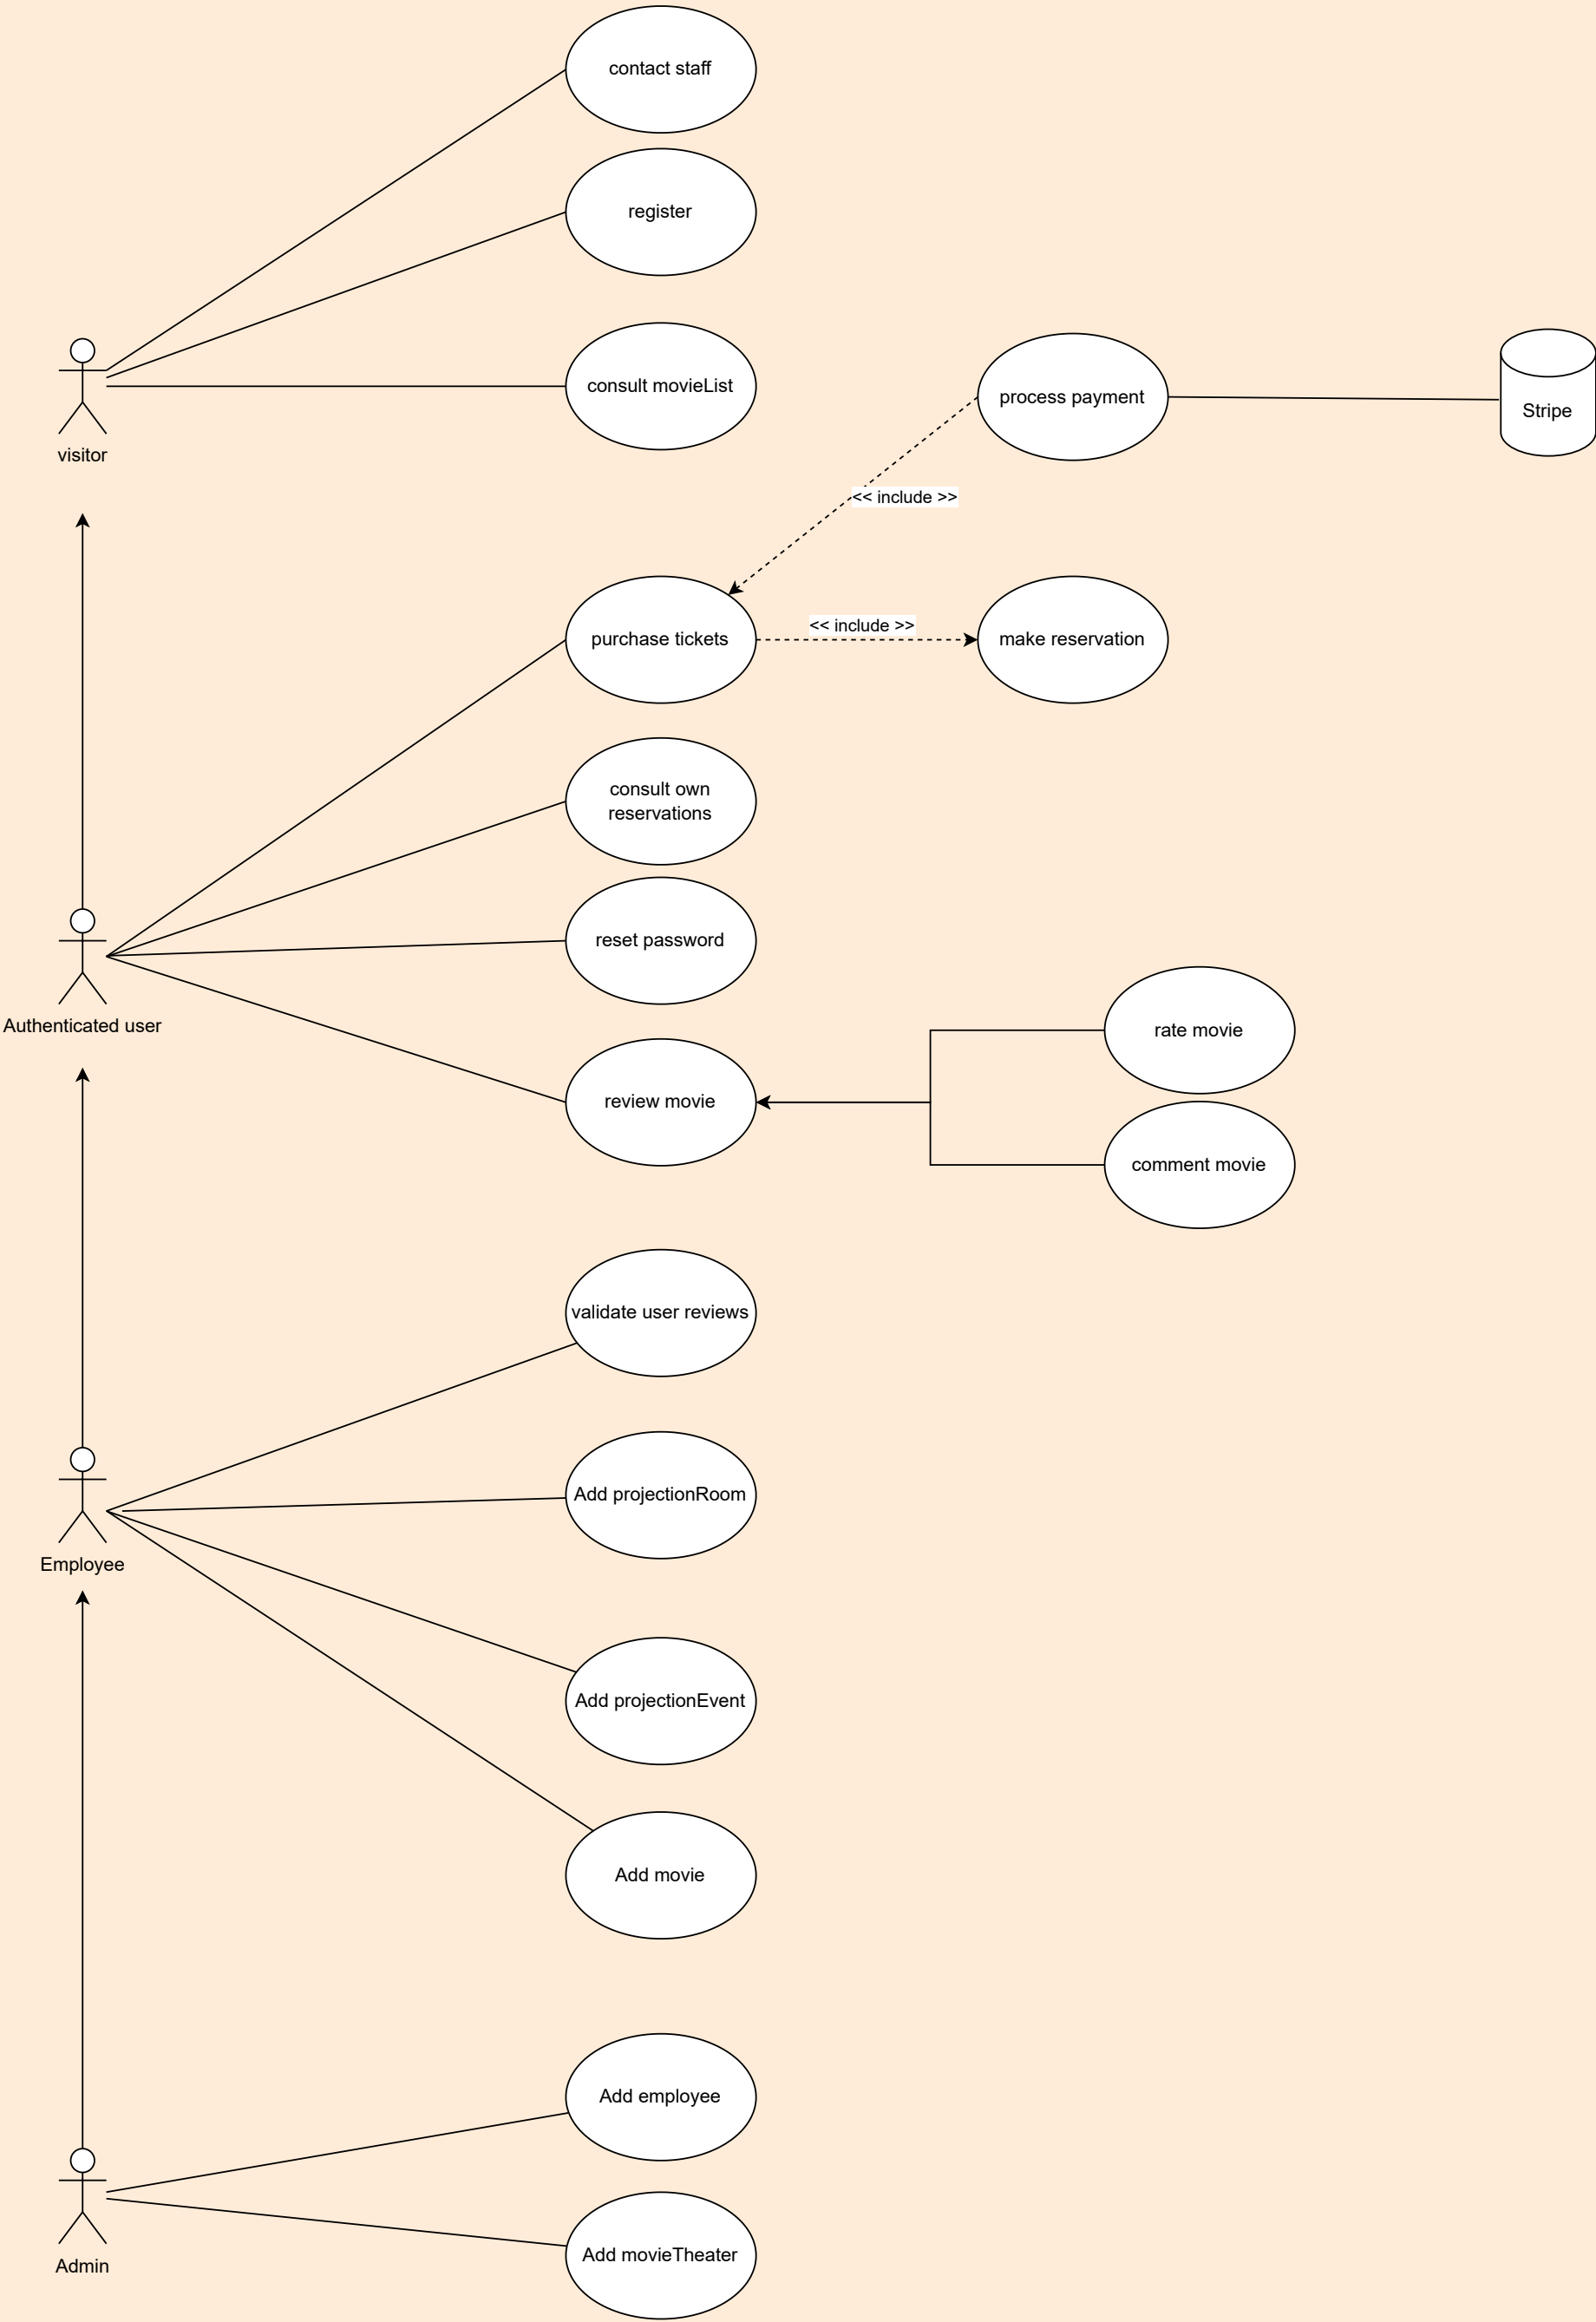 contact staff
register
visitor
consult movieList
process payment
Stripe
<< include >>
purchase tickets
<< include >>
make reservation
consult own
reservations
Authenticated user
reset password
review movie
rate movie
comment movie
validate user reviews
Employee
Add projectionRoom
Add projectionEvent
Add movie
Add employee
Admin
Add movieTheater